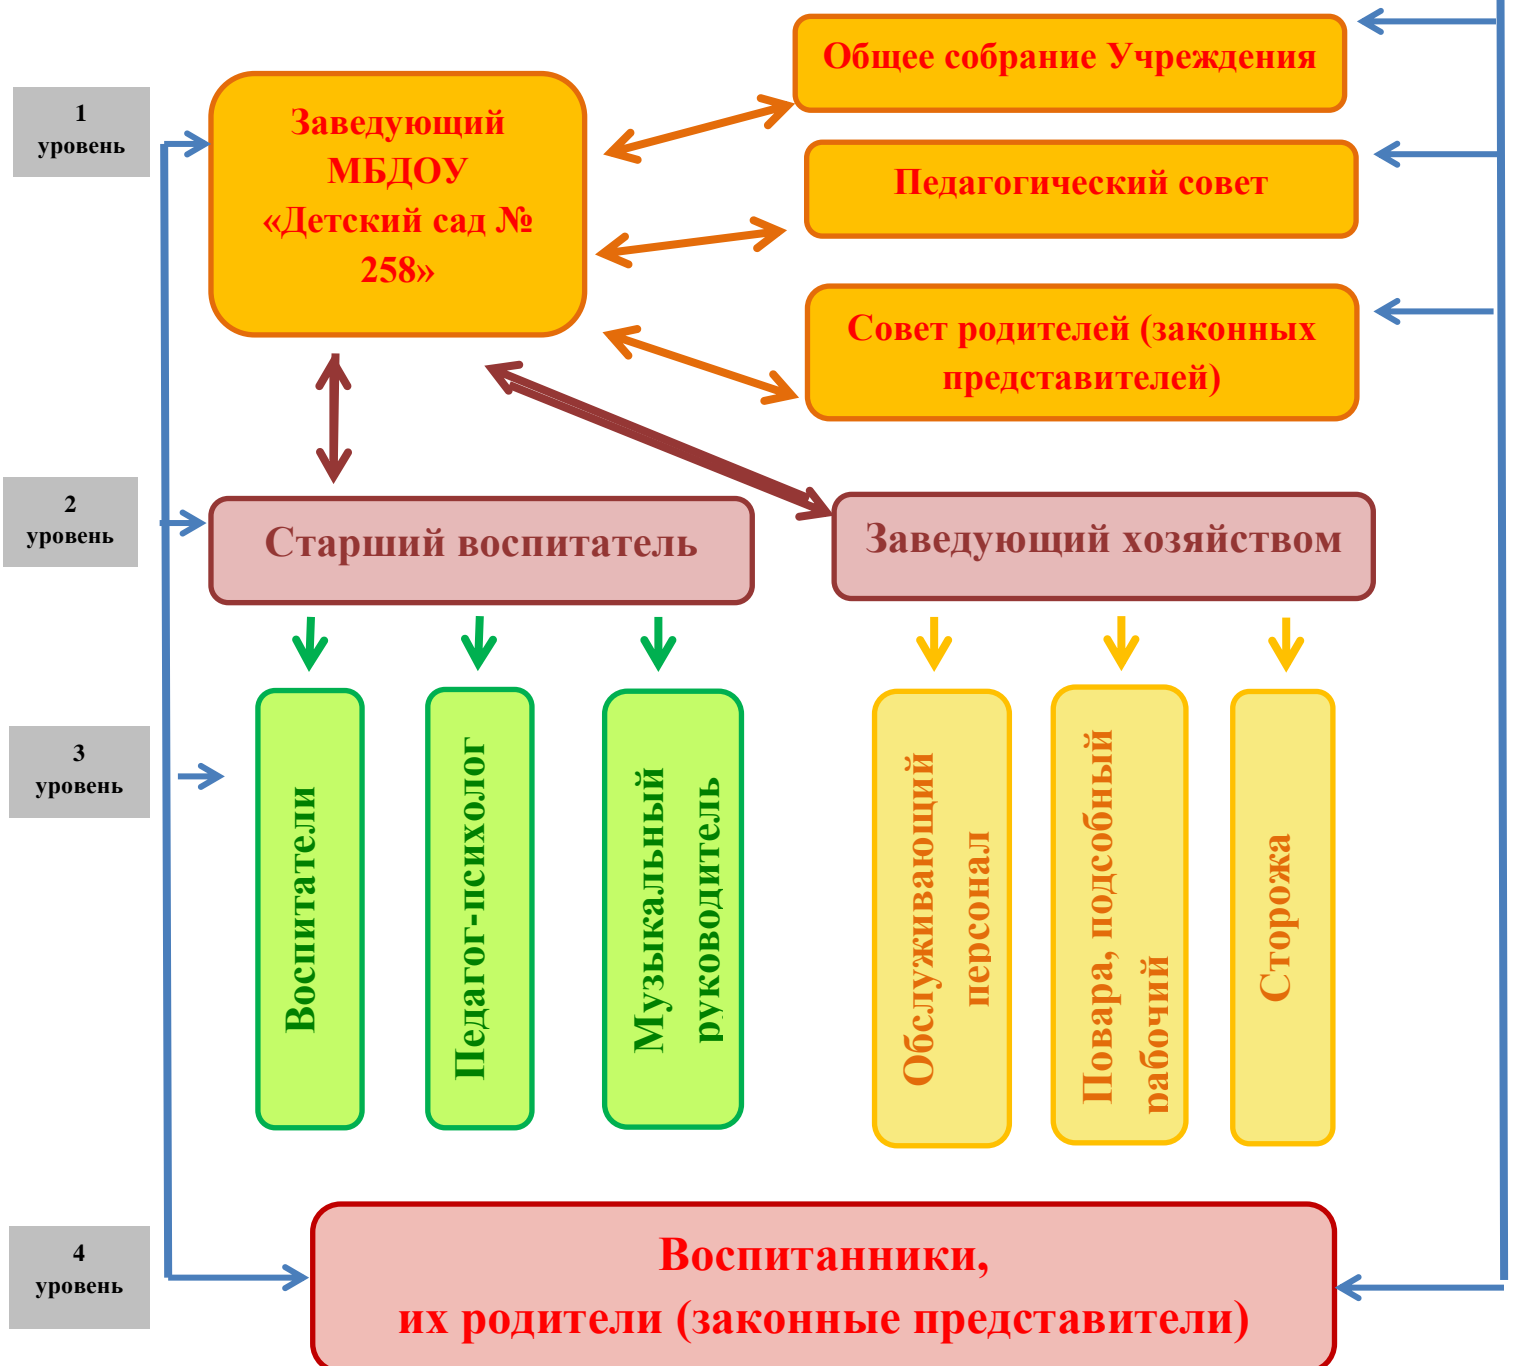 1
уровень
Заведующий
МБДОУ
«Детский сад №
258»
Общее собрание Учреждения
Педагогический совет
Совет родителей (законных
представителей)
2
уровень
Старший воспитатель
Заведующий хозяйством
3
уровень
Воспитатели
Педагог-психолог
Музыкальный
руководитель
Обслуживающий
персонал
Повара, подсобный
рабочий
Сторожа
4
уровень
Воспитанники,
их родители (законные представители)